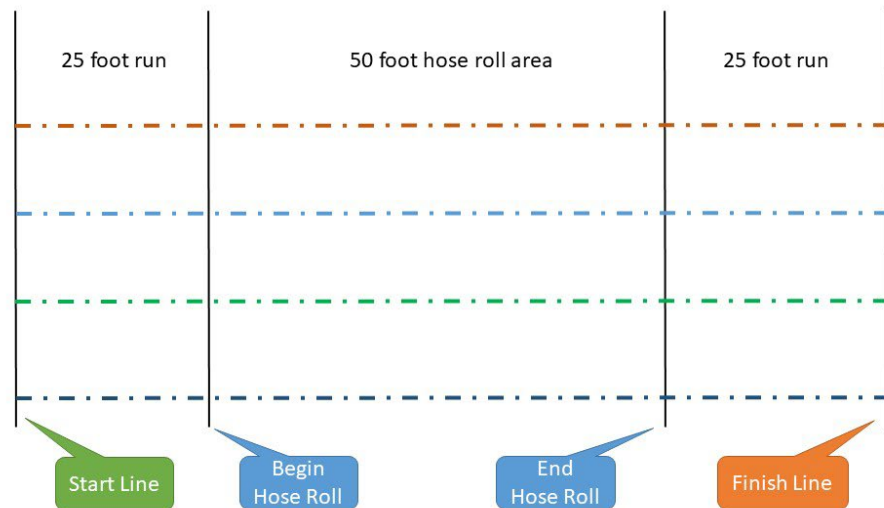 25 foot run
50 foot hose roll area
25 foot run
Start Line
Begin
Hose Roll
End
Hose Roll
Finish Line